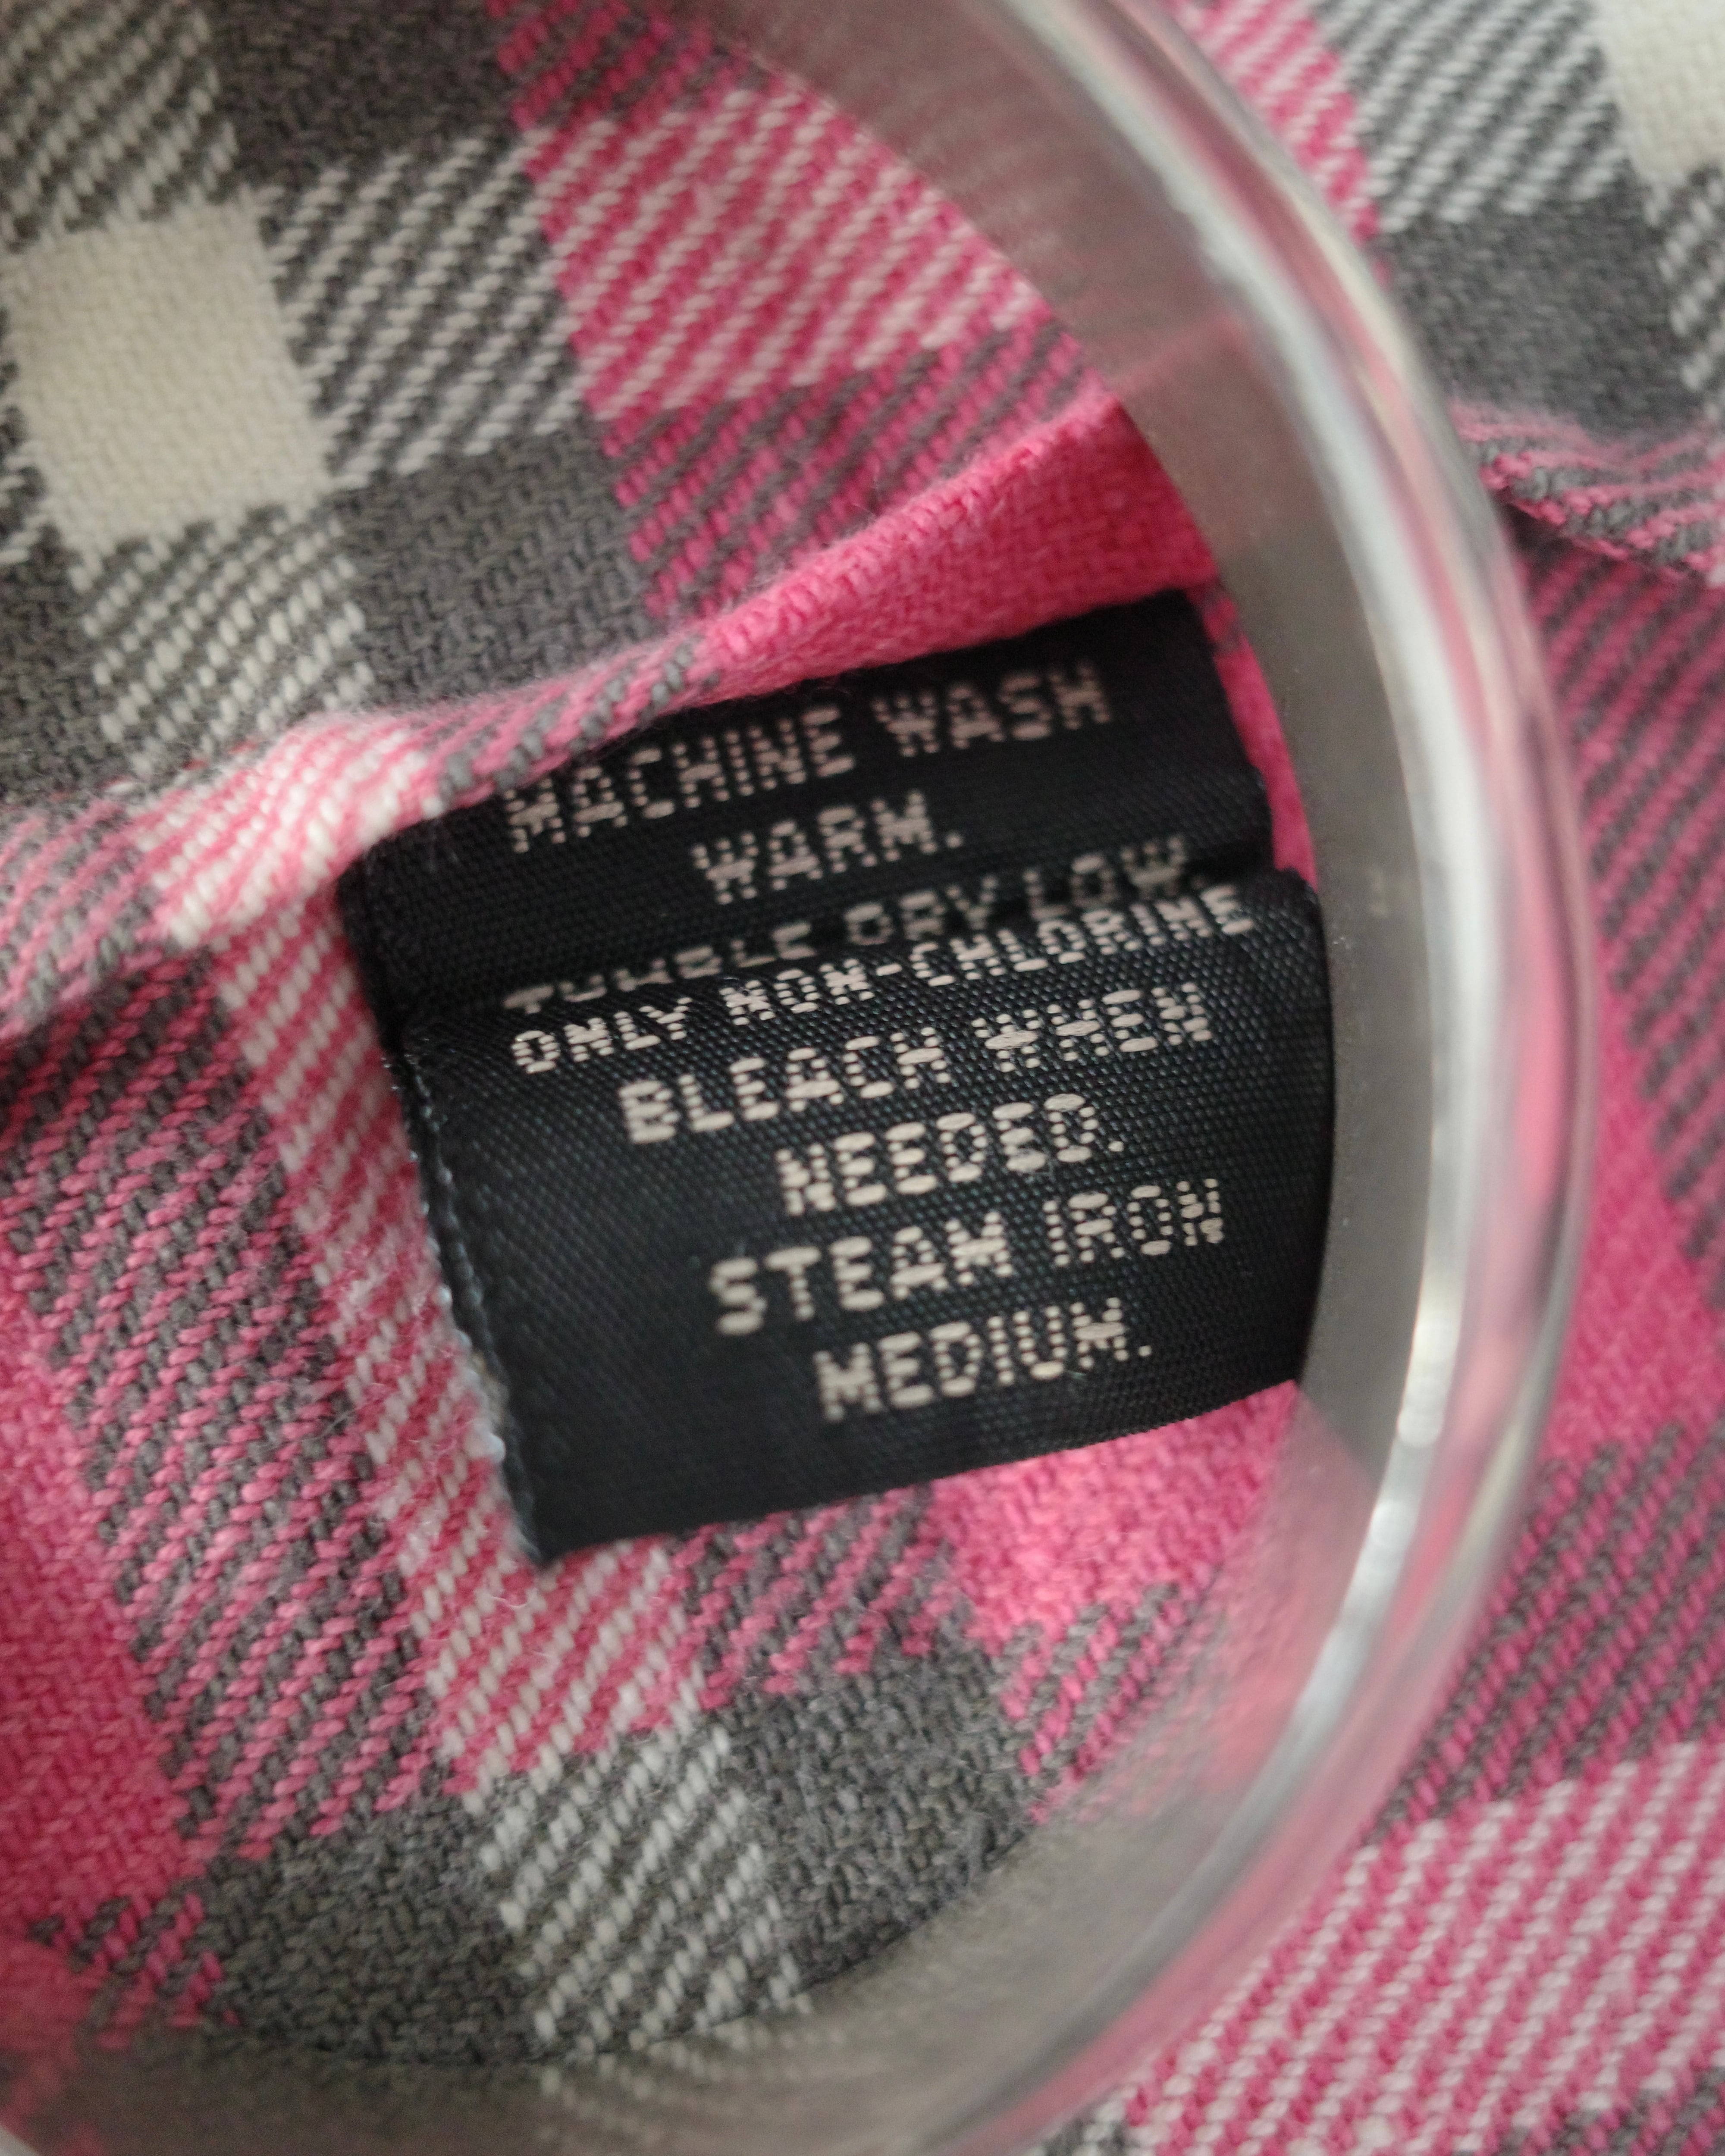 MACHINE WASH
WARM.
TUMBLE DRY LOW.
ONLY NON-CHLORINE
BLEACH WHEN
NEEDED.
STEAM IRON
MEDIUM.